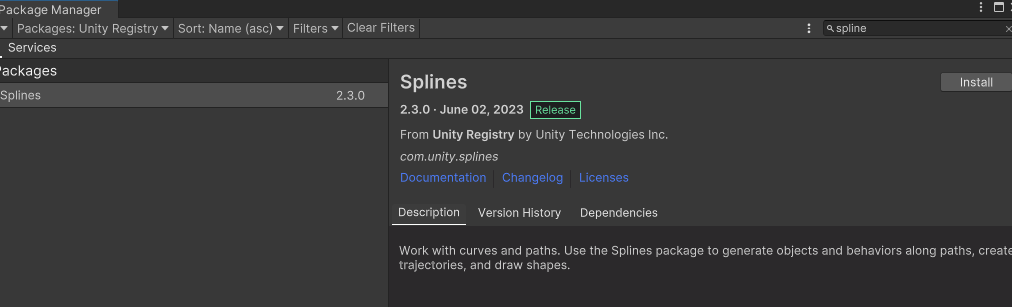 Package Manager
Packages: Unity Registry Sort: Name (asc) Filters Clear Filters spline
Services
Packages
Splines 2.3.0
Splines
Install
2.3.0 · June 02, 2023 Release
From Unity Registry by Unity Technologies Inc.
com.unity.splines
Documentation Changelog Licenses
Description Version History Dependencies
Work with curves and paths. Use the Splines package to generate objects and behaviors along paths, create
trajectories, and draw shapes.